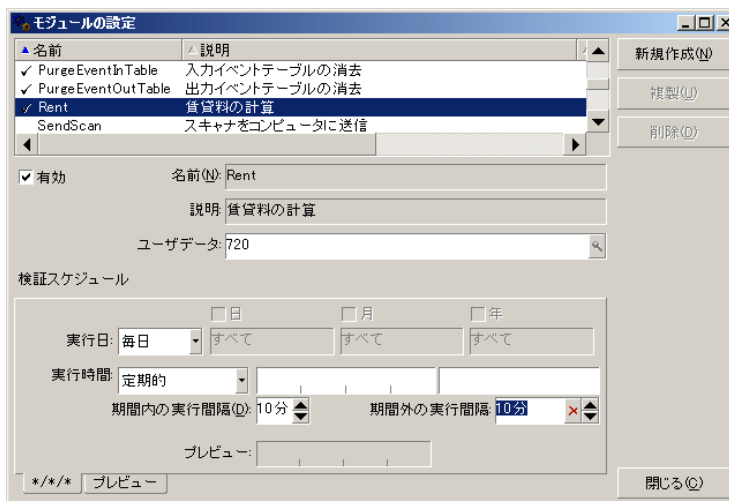 モジュールの設定
名前 説明
PurgeEventInTable 入力イベントテーブルの消去
PurgeEventOutTable 出力イベントテーブルの消去
Rent 賃貸料の計算
SendScan スキャナをコンピュータに送信
新規作成(N)
複製(U)
削除(D)
有効 名前(N): Rent
説明: 賃貸料の計算
ユーザデータ: 720
検証スケジュール
日 月 年
実行日: 毎日 すべて すべて すべて
実行時間: 定期的
期間内の実行間隔(D): 10分 期間外の実行間隔: 10分
プレビュー:
*/*/* プレビュー
閉じる(C)